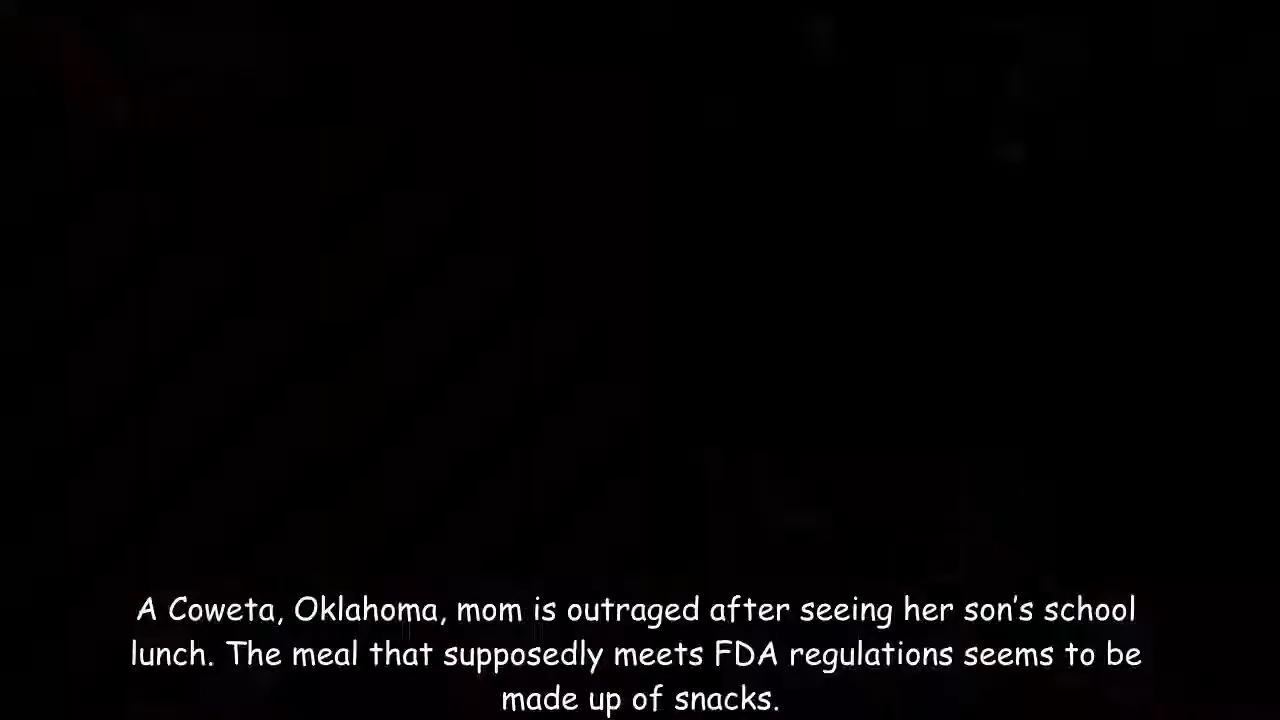 A Coweta, Oklahoma, mom is outraged after seeing her son’s school
lunch. The meal that supposedly meets FDA regulations seems to be
made up of snacks.